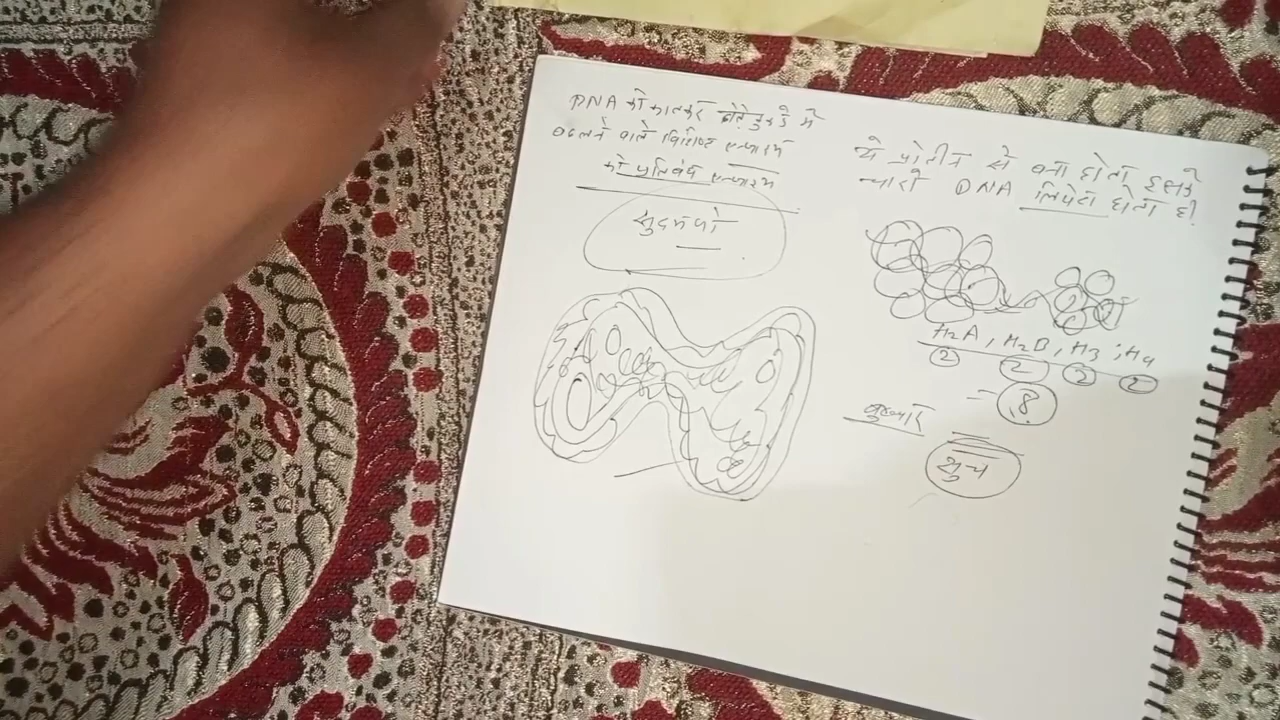 DNA को काटकर छोटे टुकड़े में
बदलने वाले विशिष्ट एन्जाइम
को प्रतिबंध एन्जाइम
ये प्रोटीन से बना होता इसके
DNA लिपटा होता है।
H2A, H2B, H3, H4
2 2 2 2
= 8